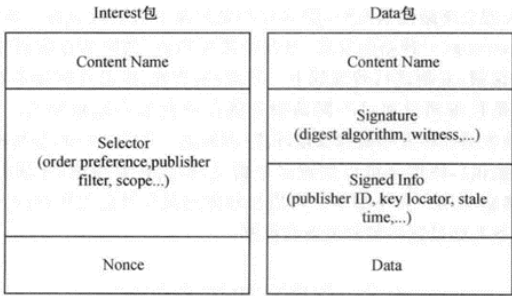 Interest包
Content Name
Selector
(order preference,publisher
filter, scope...)
Nonce
Data包
Content Name
Signature
(digest algorithm, witness,...)
Signed Info
(publisher ID, key locator, stale
time,...)
Data